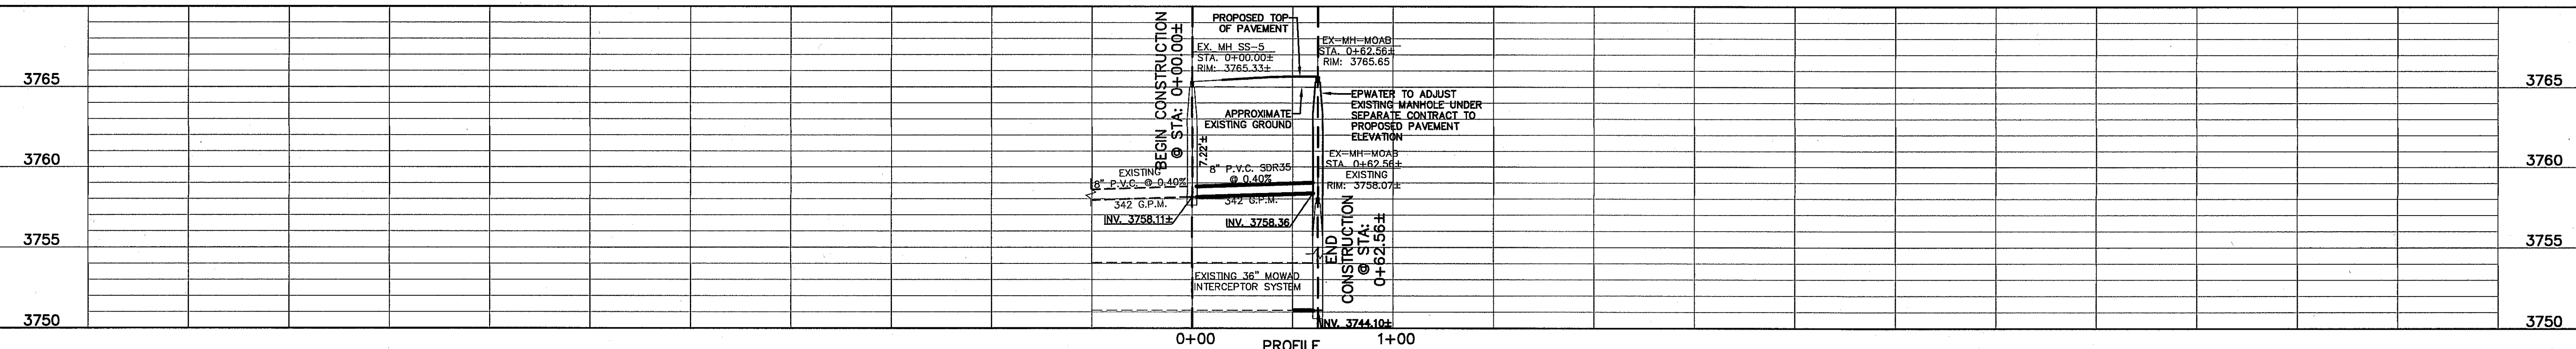 BEGIN CONSTRUCTION
@ STA: 0+00.00±
PROPOSED TOP
OF PAVEMENT
EX. MH SS-5
STA. 0+00.00±
RIM: 3765.33±
EX-MH-MOAB
STA. 0+62.56±
RIM: 3765.65
3765
3765
EPWATER TO ADJUST
EXISTING MANHOLE UNDER
SEPARATE CONTRACT TO
PROPOSED PAVEMENT
ELEVATION
APPROXIMATE
EXISTING GROUND
7.22'±
3760
3760
EX-MH-MOAB
STA. 0+62.56±
EXISTING
RIM: 3758.07±
EXISTING
8" P.V.C. @ 0.40%
8" P.V.C. SDR35
@ 0.40%
342 G.P.M.
342 G.P.M.
INV. 3758.11±
INV. 3758.36
3755
3755
END
CONSTRUCTION
@ STA:
0+62.56±
EXISTING 36" MOWAD
INTERCEPTOR SYSTEM
INV. 3744.10±
3750
3750
0+00
1+00
PROFILE